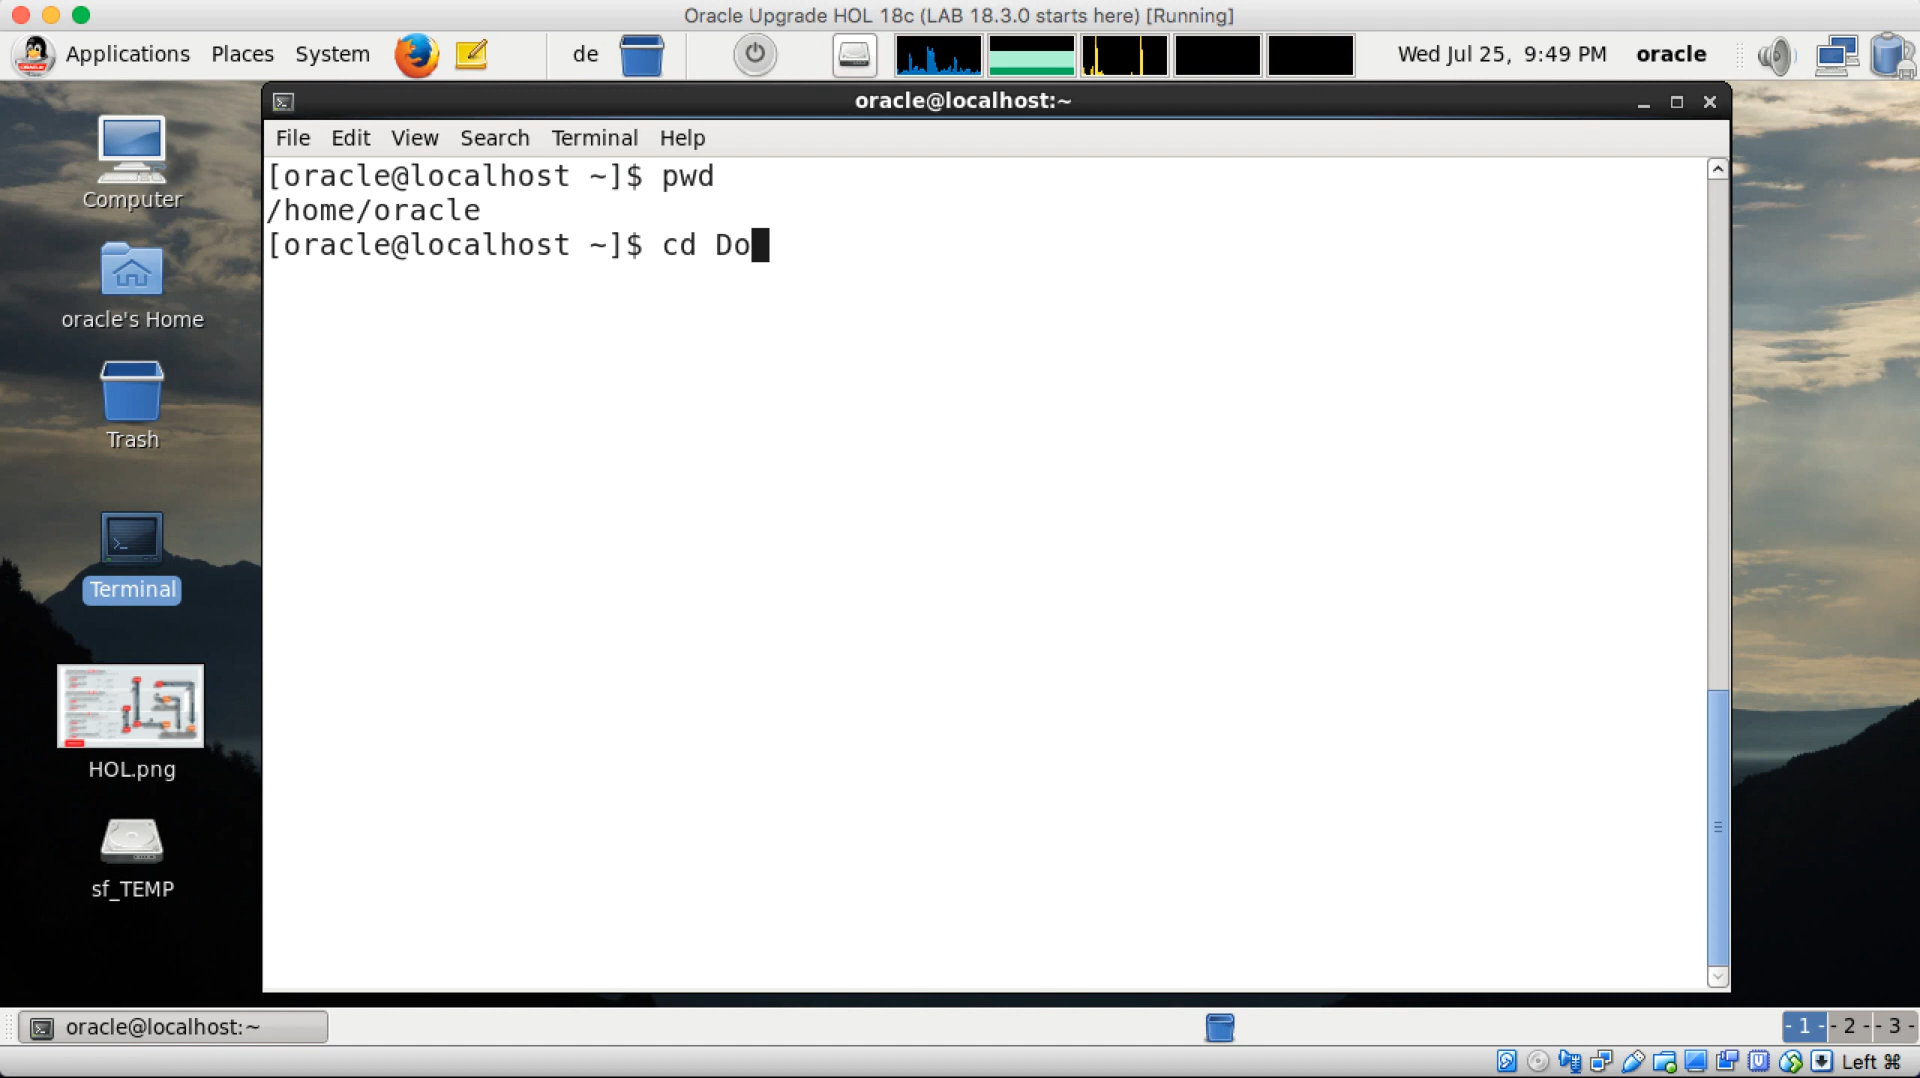 Oracle Upgrade HOL 18c (LAB 18.3.0 starts here) [Running]
Applications Places System de Wed Jul 25, 9:49 PM oracle
oracle@localhost:~
File Edit View Search Terminal Help
[oracle@localhost ~]$ pwd
/home/oracle
[oracle@localhost ~]$ cd Do
Computer
oracle's Home
Trash
Terminal
HOL.png
sf_TEMP
oracle@localhost:~
- 1 - - 2 - - 3 -
Left ⌘